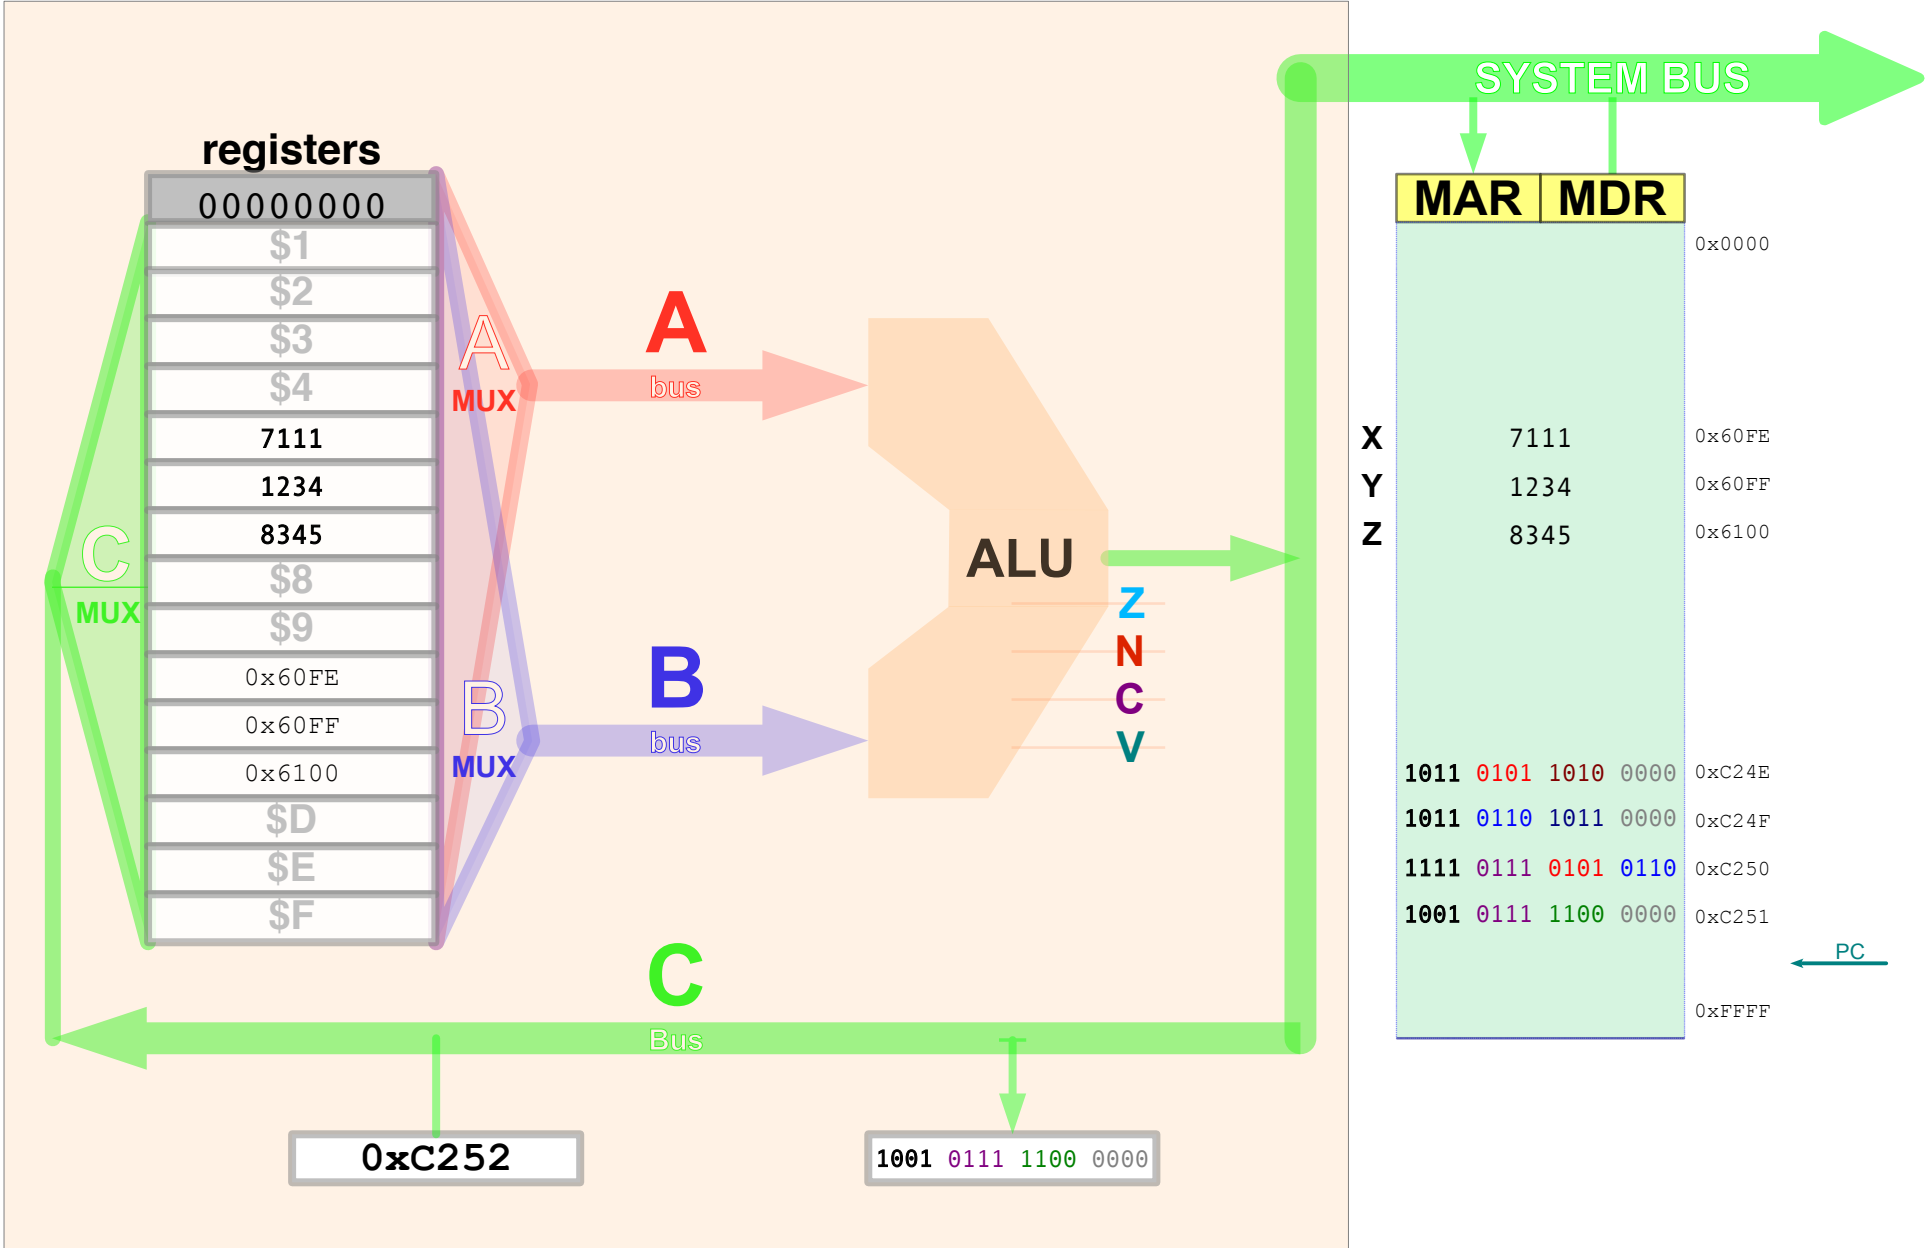 SYSTEM BUS
registers
00000000
$1
$2
$3
$4
7111
1234
8345
$8
$9
0x60FE
0x60FF
0x6100
$D
$E
$F
C
MUX
A
MUX
B
MUX
A
bus
B
bus
ALU
Z
N
C
V
C
Bus
0xC252
1001 0111 1100 0000
MAR MDR
0x0000
X 7111 0x60FE
Y 1234 0x60FF
Z 8345 0x6100
1011 0101 1010 0000 0xC24E
1011 0110 1011 0000 0xC24F
1111 0111 0101 0110 0xC250
1001 0111 1100 0000 0xC251
PC
0xFFFF